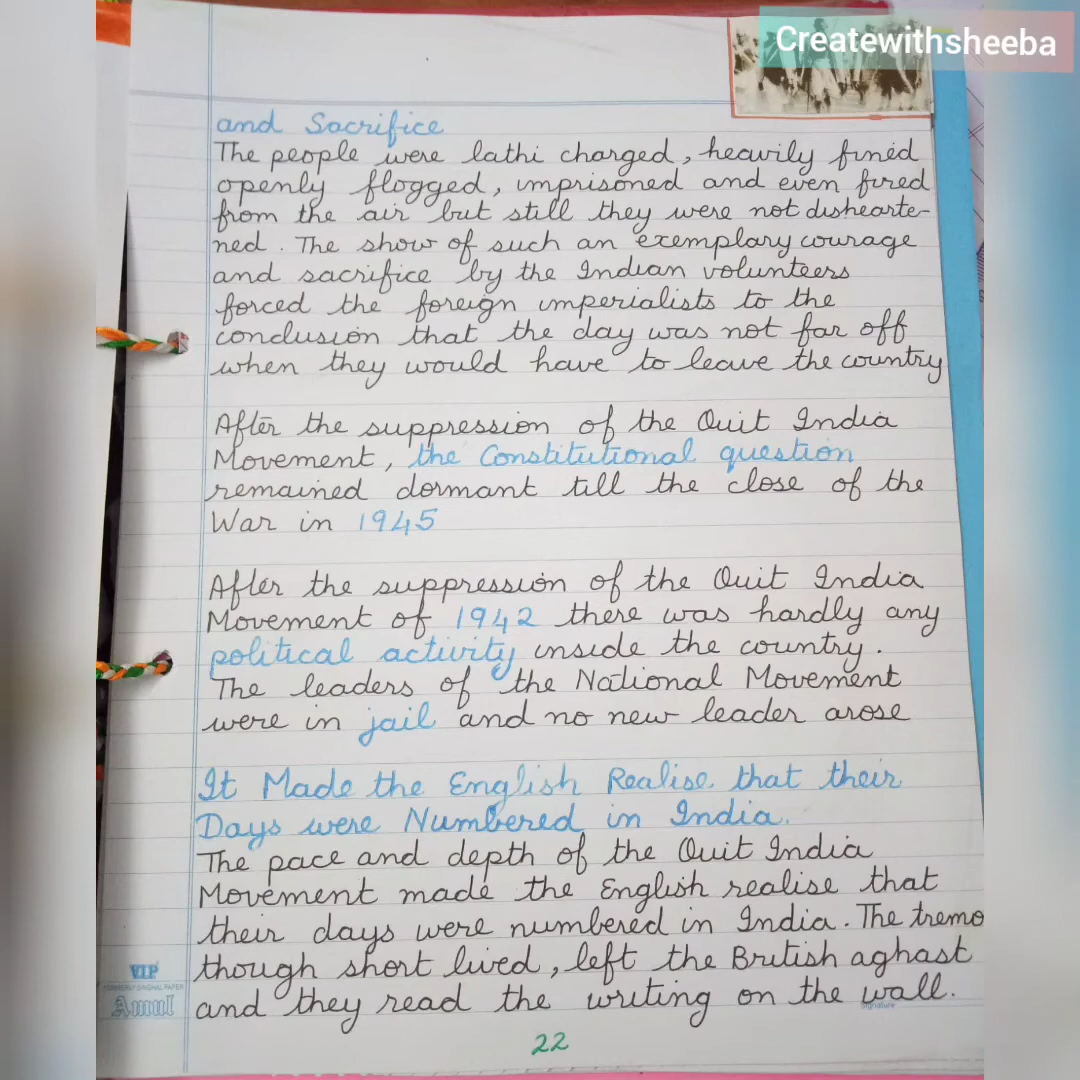 Createwithsheeba
and Sacrifice
The people were lathi charged, heavily fined
openly flogged, imprisoned and even fired
from the air but still they were not dishearte-
ned. The show of such an exemplary courage
and sacrifice by the Indian volunteers
forced the foreign imperialists to the
conclusion that the day was not far off
when they would have to leave the country
After the suppression of the Quit India
Movement, the Constitutional question
remained dormant till the close of the
War in 1945
After the suppression of the Quit India
Movement of 1942 there was hardly any
political activity inside the country.
The leaders of the National Movement
were in jail and no new leader arose
It Made the English Realise that their
Days were Numbered in India.
The pace and depth of the Quit India
Movement made the English realise that
their days were numbered in India. The tremo
though short lived, left the British aghast
and they read the writing on the wall.
VIP
Amul
Signature
22